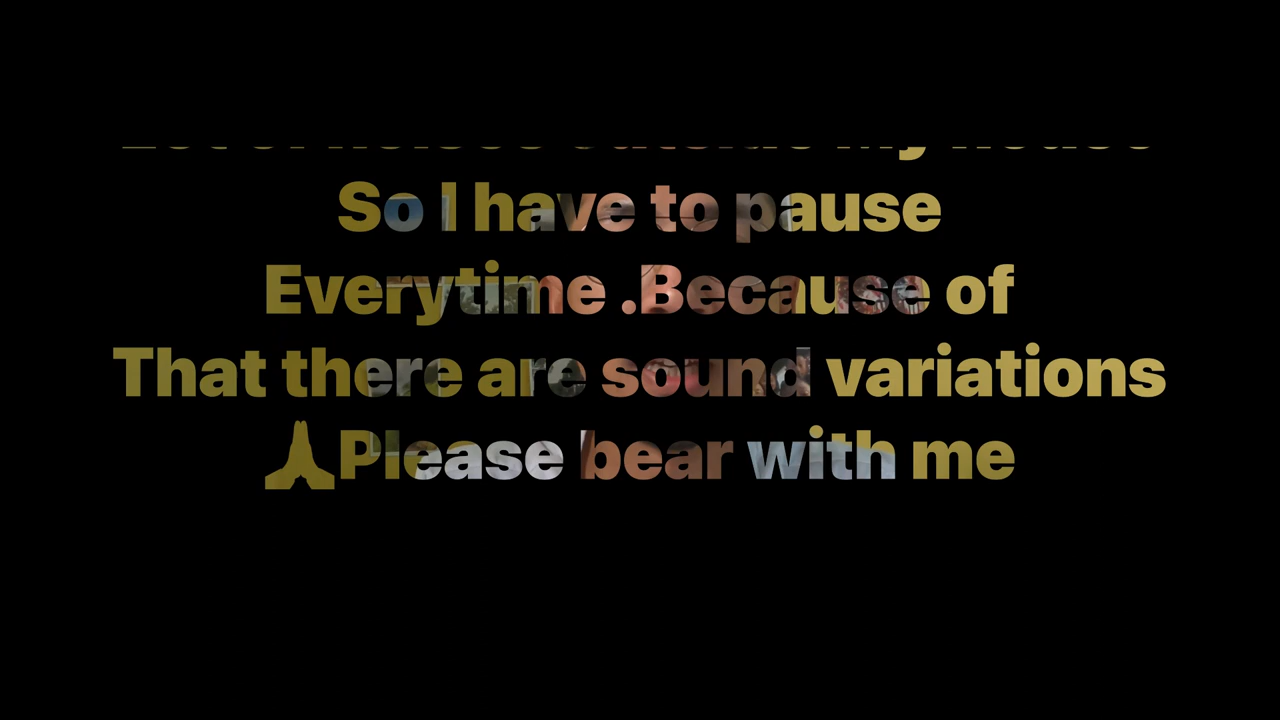 So I have to pause
Everytime .Because of
That there are sound variations
🙏Please bear with me